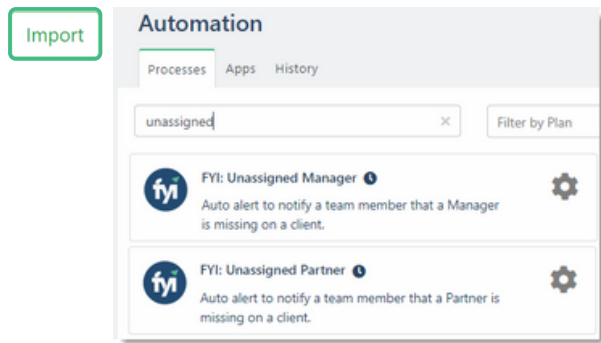 Import
Automation
Processes Apps History
unassigned × Filter by Plan
fyi FYI: Unassigned Manager
Auto alert to notify a team member that a Manager
is missing on a client.
fyi FYI: Unassigned Partner
Auto alert to notify a team member that a Partner is
missing on a client.